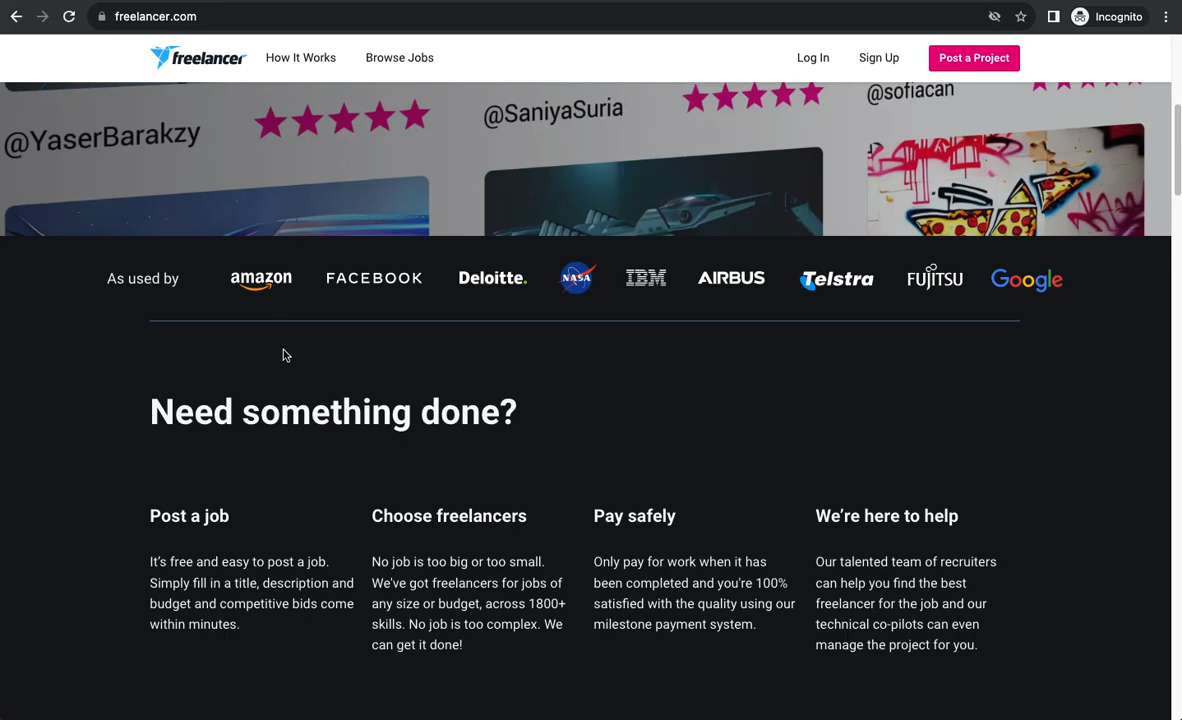 freelancer.com
Incognito
freelancer
How It Works
Browse Jobs
Log In
Sign Up
Post a Project
@YaserBarakzy
@SaniyaSuria
@sofiacan
As used by
amazon
FACEBOOK
Deloitte.
NASA
IBM
AIRBUS
Telstra
FUJITSU
Google
Need something done?
Post a job
It's free and easy to post a job.
Simply fill in a title, description and
budget and competitive bids come
within minutes.
Choose freelancers
No job is too big or too small.
We've got freelancers for jobs of
any size or budget, across 1800+
skills. No job is too complex. We
can get it done!
Pay safely
Only pay for work when it has
been completed and you're 100%
satisfied with the quality using our
milestone payment system.
We’re here to help
Our talented team of recruiters
can help you find the best
freelancer for the job and our
technical co-pilots can even
manage the project for you.